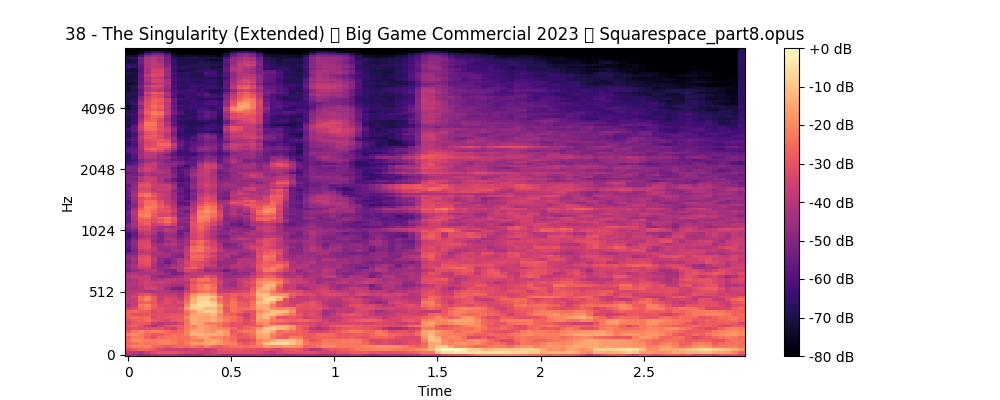 38 - The Singularity (Extended) ▯ Big Game Commercial 2023 ▯ Squarespace_part8.opus
Hz
4096
2048
1024
512
0
0 0.5 1 1.5 2 2.5
Time
+0 dB
-10 dB
-20 dB
-30 dB
-40 dB
-50 dB
-60 dB
-70 dB
-80 dB